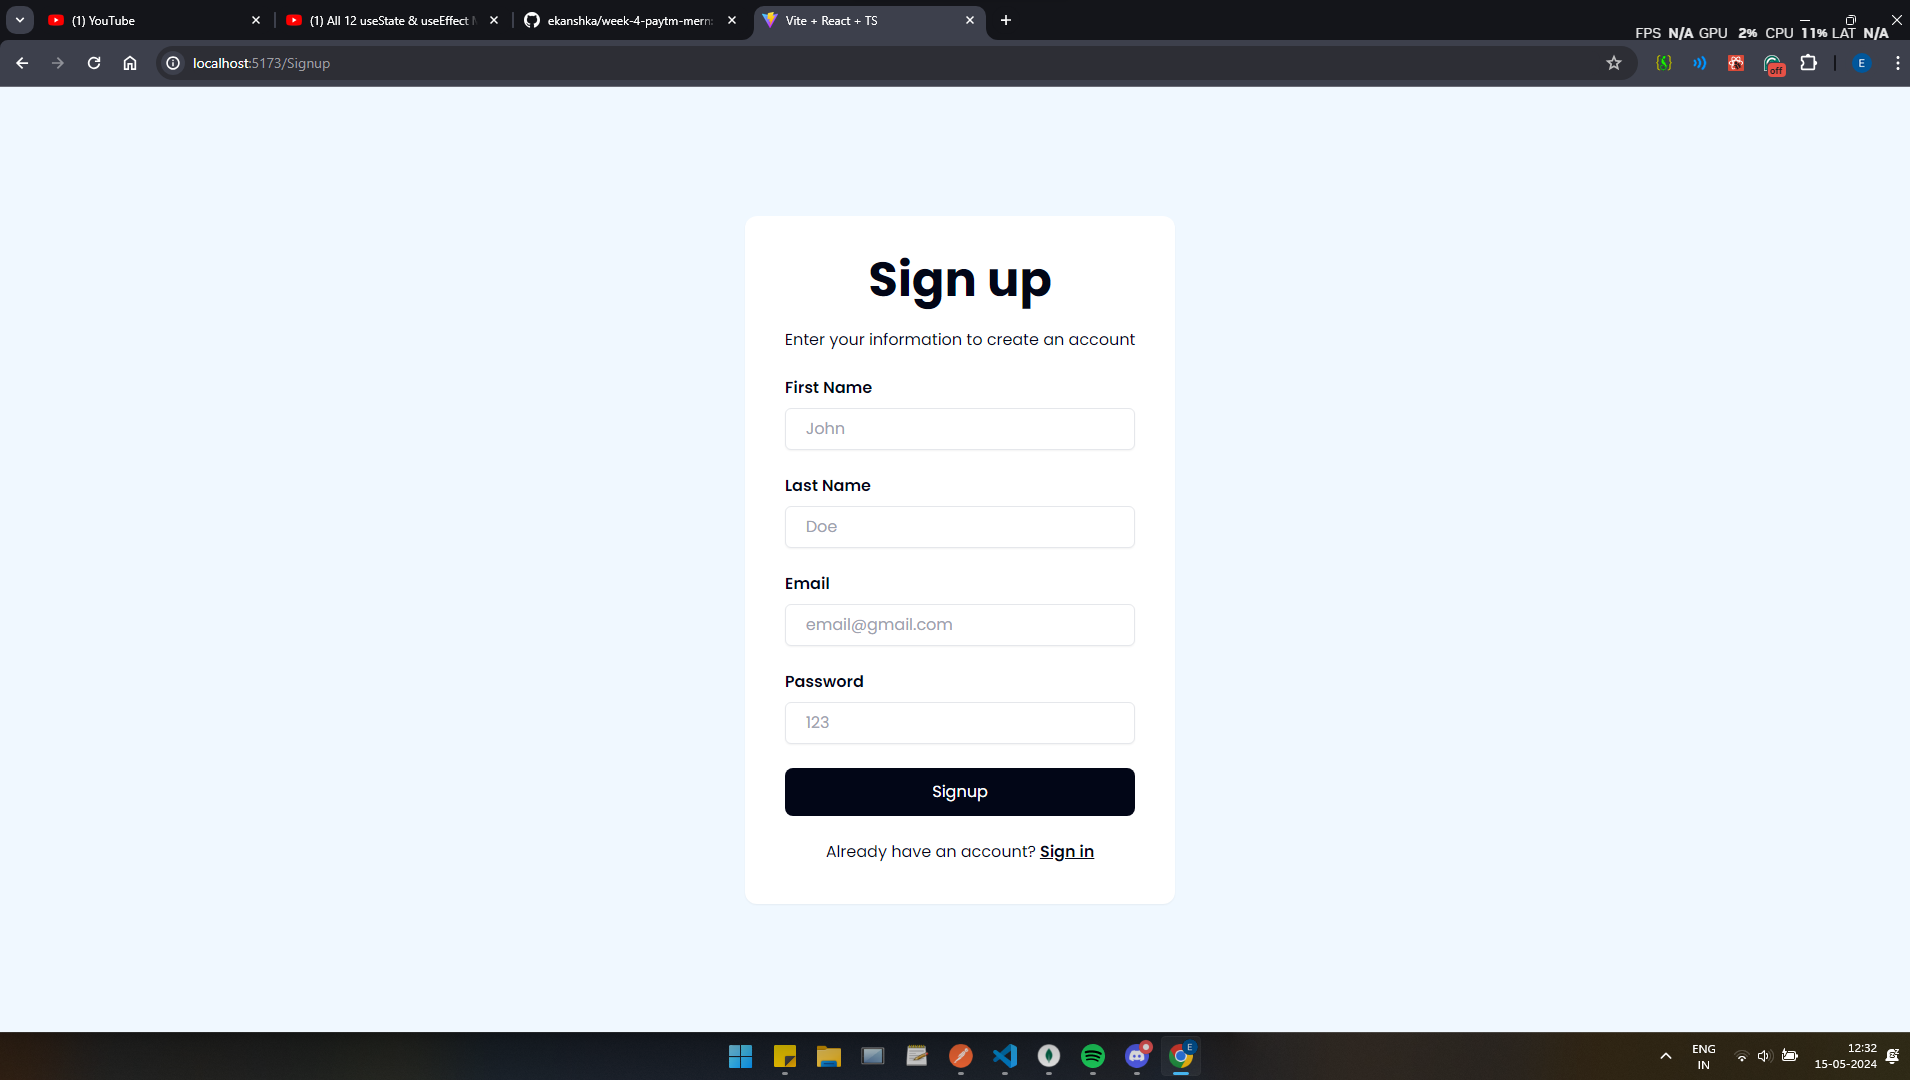 (1) YouTube
(1) All 12 useState & useEffect
ekanshka/week-4-paytm-mern
Vite + React + TS
FPS N/A GPU 2% CPU 11% LAT N/A
localhost:5173/Signup
off
E
Sign up
Enter your information to create an account
First Name
John
Last Name
Doe
Email
email@gmail.com
Password
123
Signup
Already have an account? Sign in
E
ENG
IN
12:32
15-05-2024